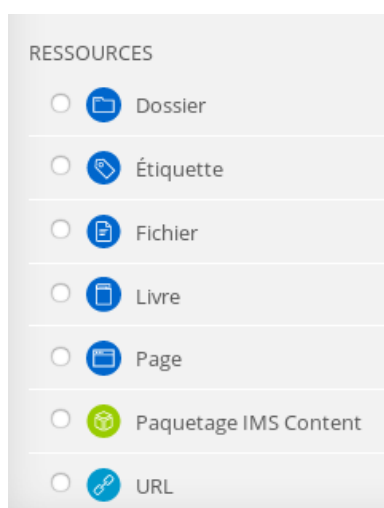 RESSOURCES
Dossier
Étiquette
Fichier
Livre
Page
Paquetage IMS Content
URL